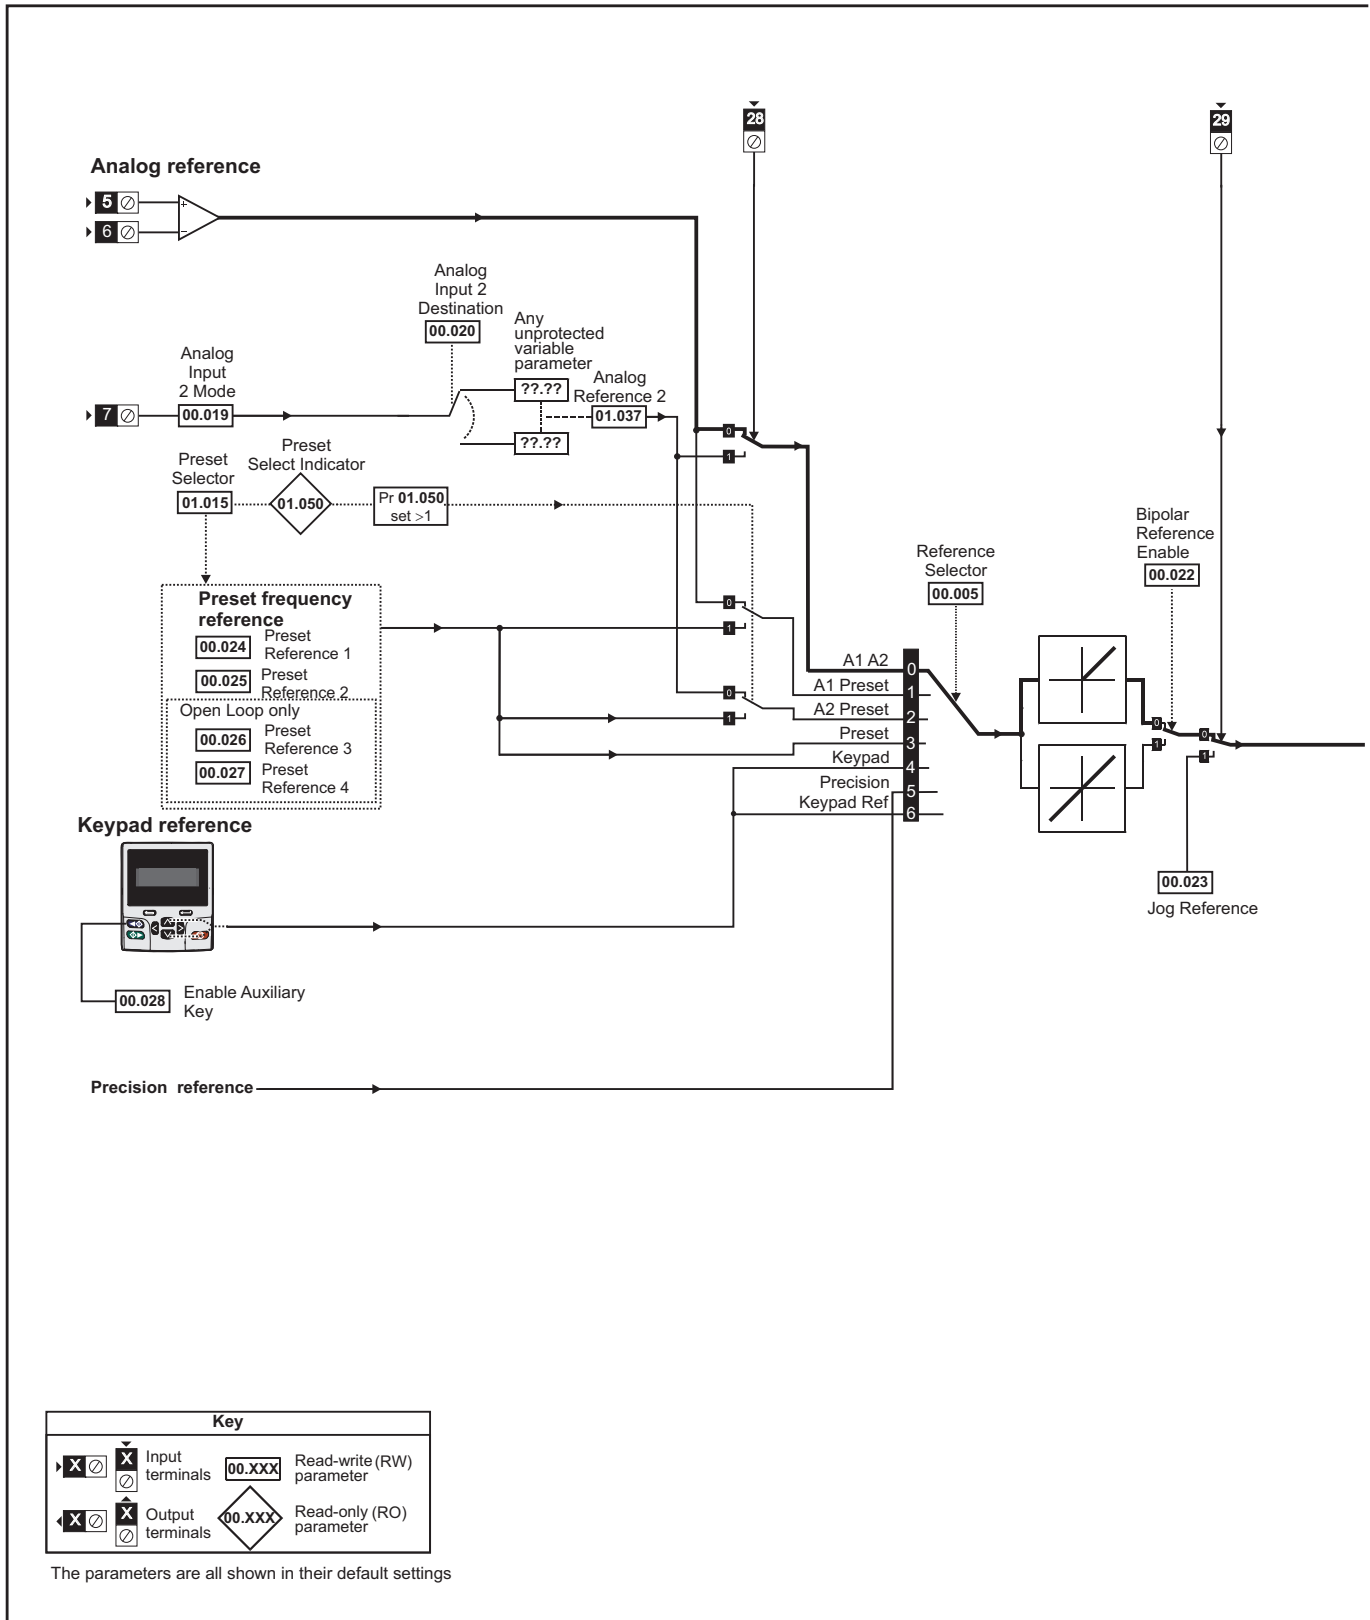 28
29
Analog reference
5
+
6
−
Analog
Input 2
Destination
00.020
Any
unprotected
variable
parameter
??.??
??.??
Analog
Input
2 Mode
7
00.019
Analog
Reference 2
01.037
0
1
Preset
Selector
01.015
Preset
Select Indicator
01.050
Pr 01.050
set >1
Preset frequency
reference
00.024
Preset
Reference 1
00.025
Preset
Reference 2
Open Loop only
00.026
Preset
Reference 3
00.027
Preset
Reference 4
0
1
0
1
A1 A2
0
A1 Preset
1
A2 Preset
2
Preset
3
Keypad
4
Precision
5
Keypad Ref
6
Reference
Selector
00.005
Bipolar
Reference
Enable
00.022
0
1
0
1
00.023
Jog Reference
Keypad reference
00.028
Enable Auxiliary
Key
Precision reference
Key
X
X
Input
terminals
00.XXX
Read-write (RW)
parameter
X
X
Output
terminals
00.XXX
Read-only (RO)
parameter
The parameters are all shown in their default settings